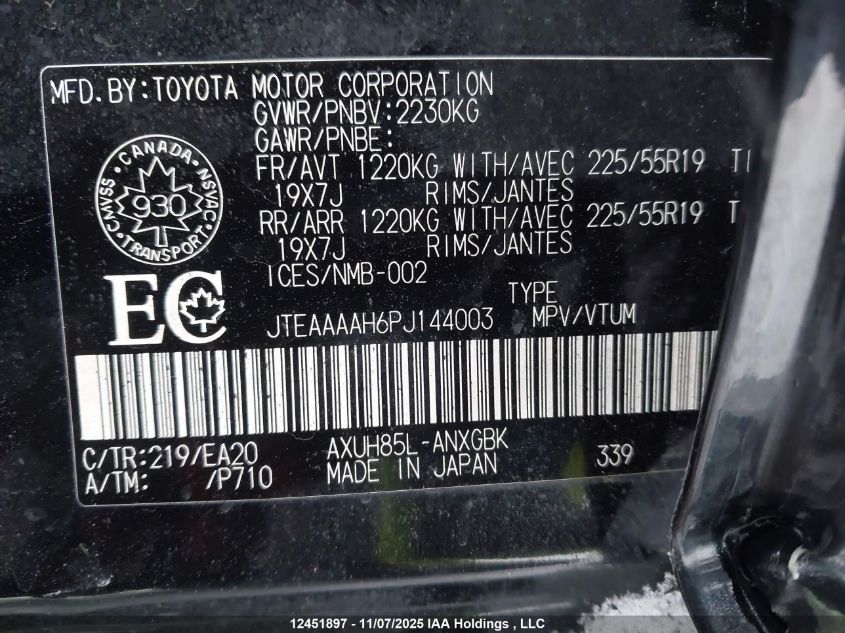 MFD. BY: TOYOTA MOTOR CORPORATION
GVWR/PNBV: 2230KG
GAWR/PNBE:
FR/AVT 1220KG WITH/AVEC 225/55R19
19X7J RIMS/JANTES
RR/ARR 1220KG WITH/AVEC 225/55R19
19X7J RIMS/JANTES
ICES/NMB-002
CANADA
CMVSS 930 NSVAC
TRANSPORT
EC
TYPE
JTEAAAAH6PJ144003 MPV/VTUM
C/TR: 219/EA20 AXUH85L-ANXGBK 339
A/TM: /P710 MADE IN JAPAN
12451897 - 11/07/2025 IAA Holdings , LLC